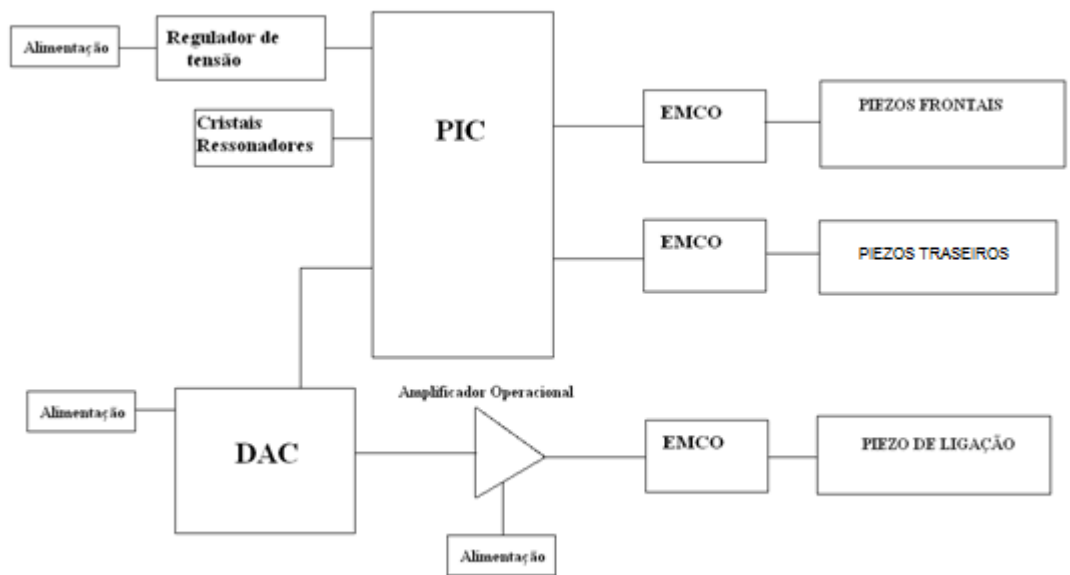 Alimentação
Regulador de
tensão
Cristais
Ressonadores
PIC
EMCO
PIEZOS FRONTAIS
EMCO
PIEZOS TRASEIROS
Alimentação
DAC
Amplificador Operacional
EMCO
PIEZO DE LIGAÇÃO
Alimentação